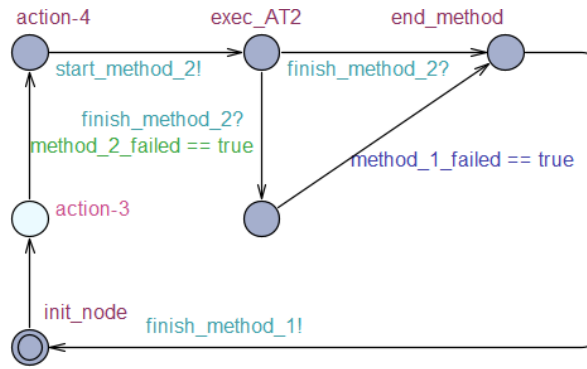 action-4
exec_AT2
end_method
start_method_2!
finish_method_2?
finish_method_2?
method_2_failed == true
method_1_failed == true
action-3
init_node
finish_method_1!